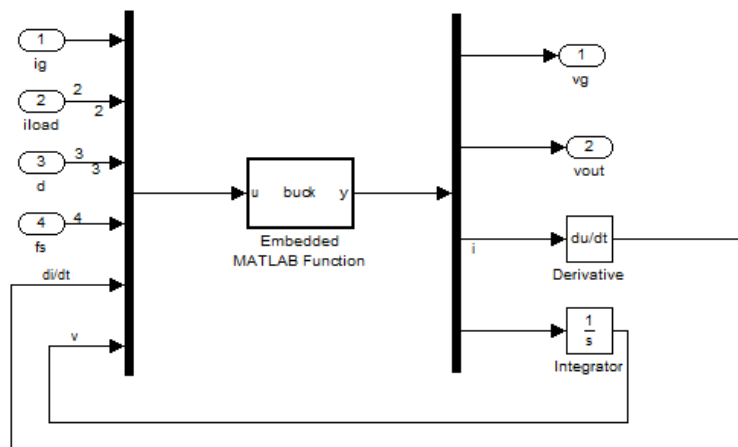 1
ig
2
iload
2
2
3
d
3
3
4
fs
4
di/dt
v
u buck y
Embedded
MATLAB Function
1
vg
2
vout
i
du/dt
Derivative
1
s
Integrator